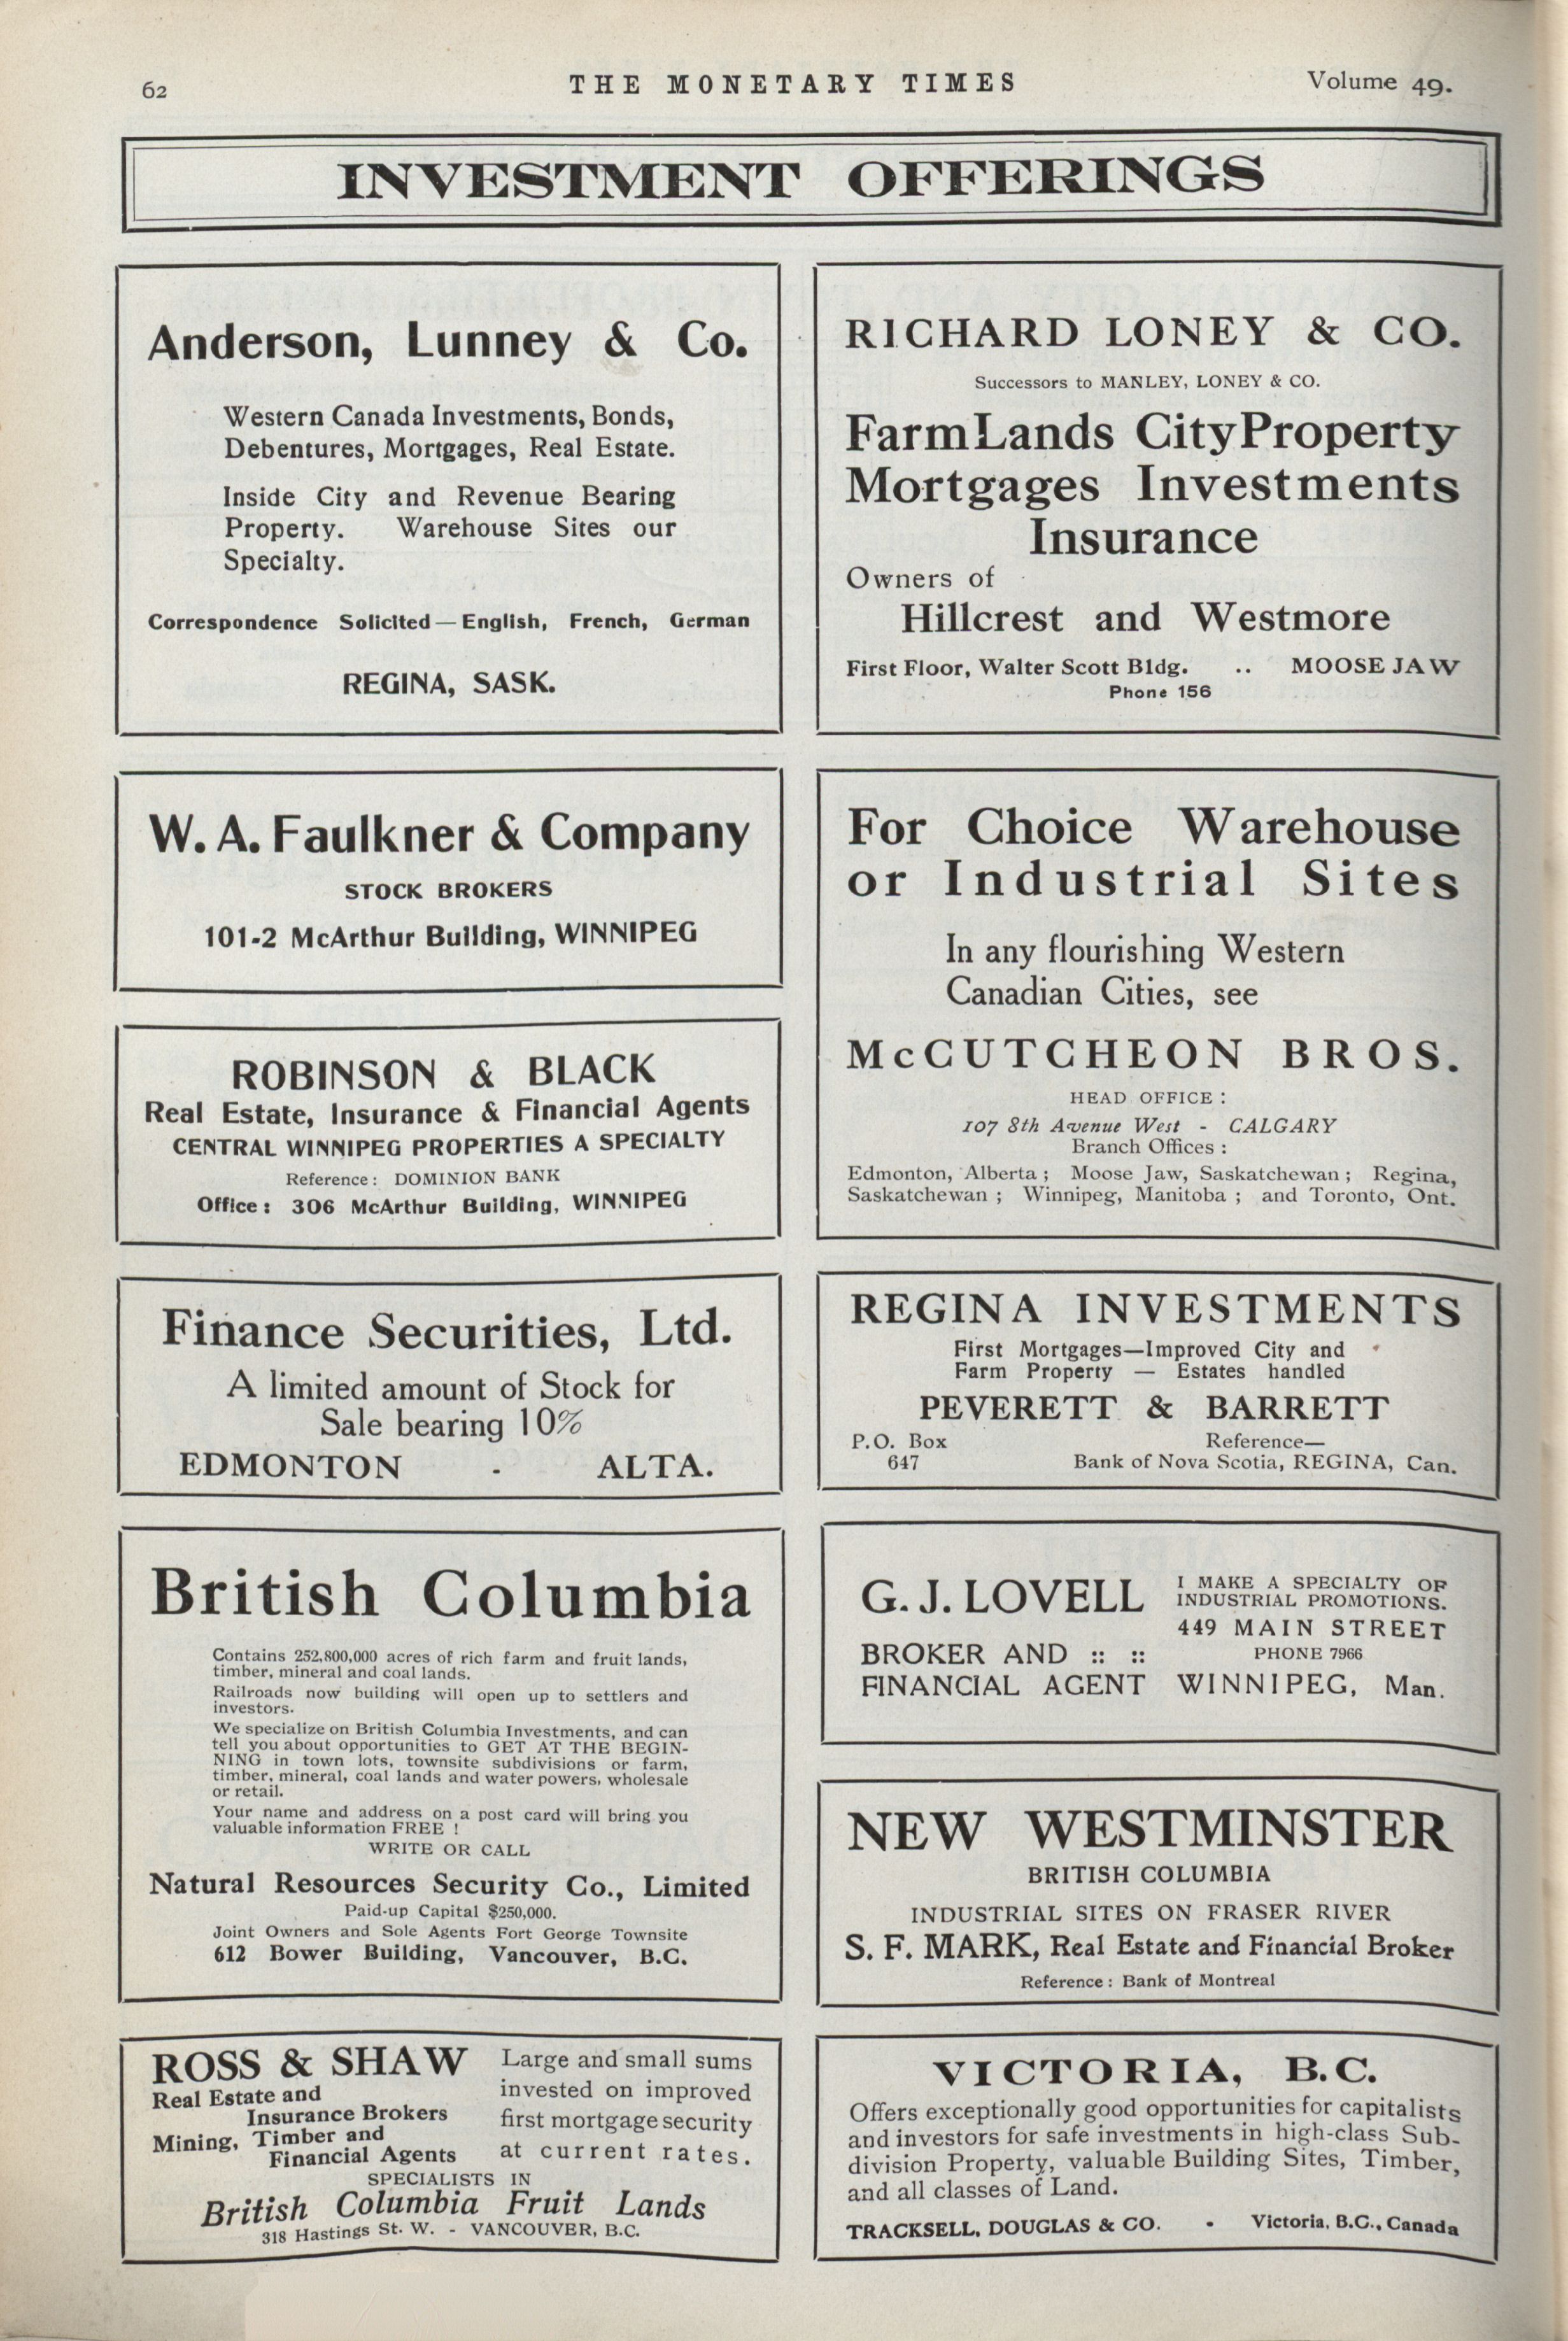 62
THE MONETARY TIMES
Volume 49.
INVESTMENT OFFERINGS
Anderson, Lunney & Co.
Western Canada Investments, Bonds,
Debentures, Mortgages, Real Estate.
Inside City and Revenue Bearing
Property. Warehouse Sites our
Specialty.
Correspondence Solicited—English, French, German
REGINA, SASK.
W. A. Faulkner & Company
STOCK BROKERS
101-2 McArthur Building, WINNIPEG
ROBINSON & BLACK
Real Estate, Insurance & Financial Agents
CENTRAL WINNIPEG PROPERTIES A SPECIALTY
Reference: DOMINION BANK
Office: 306 McArthur Building, WINNIPEG
Finance Securities, Ltd.
A limited amount of Stock for
Sale bearing 10%
EDMONTON - ALTA.
British Columbia
Contains 252,800,000 acres of rich farm and fruit lands,
timber, mineral and coal lands.
Railroads now building will open up to settlers and
investors.
We specialize on British Columbia Investments, and can
tell you about opportunities to GET AT THE BEGIN-
NING in town lots, townsite subdivisions or farm,
timber, mineral, coal lands and water powers, wholesale
or retail.
Your name and address on a post card will bring you
valuable information FREE !
WRITE OR CALL
Natural Resources Security Co., Limited
Paid-up Capital $250,000.
Joint Owners and Sole Agents Fort George Townsite
612 Bower Building, Vancouver, B.C.
ROSS & SHAW
Real Estate and
Insurance Brokers
Mining, Timber and
Financial Agents
Large and small sums
invested on improved
first mortgage security
at current rates.
SPECIALISTS IN
British Columbia Fruit Lands
318 Hastings St. W. - VANCOUVER, B.C.
RICHARD LONEY & CO.
Successors to MANLEY, LONEY & CO.
Farm Lands City Property
Mortgages Investments
Insurance
Owners of
Hillcrest and Westmore
First Floor, Walter Scott Bldg. .. MOOSE JAW
Phone 156
For Choice Warehouse
or Industrial Sites
In any flourishing Western
Canadian Cities, see
McCUTCHEON BROS.
HEAD OFFICE :
107 8th Avenue West - CALGARY
Branch Offices :
Edmonton, Alberta ; Moose Jaw, Saskatchewan ; Regina,
Saskatchewan ; Winnipeg, Manitoba ; and Toronto, Ont.
REGINA INVESTMENTS
First Mortgages—Improved City and
Farm Property — Estates handled
PEVERETT & BARRETT
P.O. Box
647
Reference—
Bank of Nova Scotia, REGINA, Can.
G. J. LOVELL
BROKER AND :: ::
FINANCIAL AGENT
I MAKE A SPECIALTY OF
INDUSTRIAL PROMOTIONS.
449 MAIN STREET
PHONE 7966
WINNIPEG, Man.
NEW WESTMINSTER
BRITISH COLUMBIA
INDUSTRIAL SITES ON FRASER RIVER
S. F. MARK, Real Estate and Financial Broker
Reference : Bank of Montreal
VICTORIA, B.C.
Offers exceptionally good opportunities for capitalists
and investors for safe investments in high-class Sub-
division Property, valuable Building Sites, Timber,
and all classes of Land.
TRACKSELL, DOUGLAS & CO. - Victoria, B.C., Canada